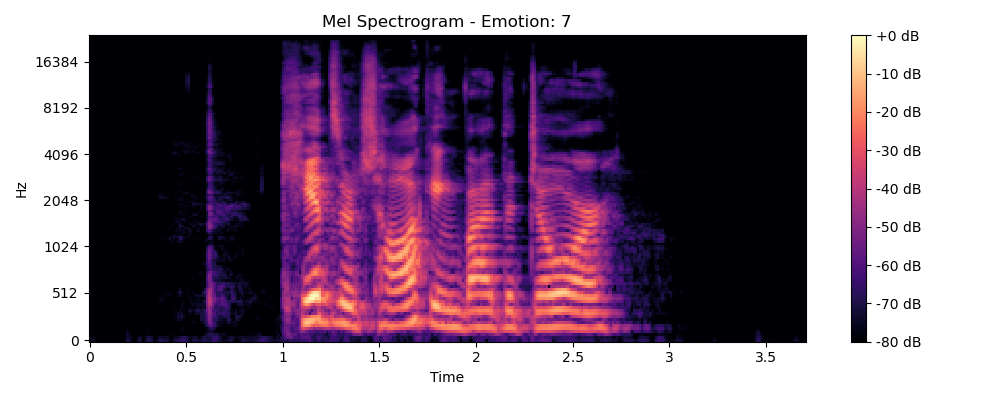 Mel Spectrogram - Emotion: 7
Hz
16384
8192
4096
2048
1024
512
0
0 0.5 1 1.5 2 2.5 3 3.5
Time
+0 dB
-10 dB
-20 dB
-30 dB
-40 dB
-50 dB
-60 dB
-70 dB
-80 dB